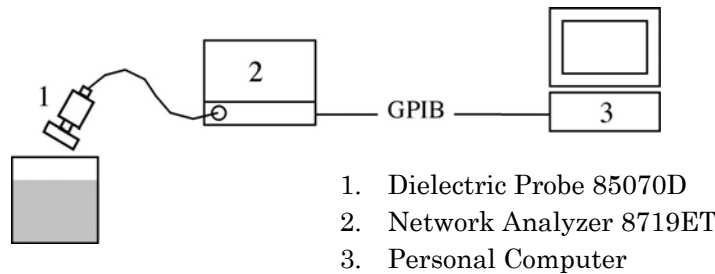 1
2
GPIB
3
1. Dielectric Probe 85070D
2. Network Analyzer 8719ET
3. Personal Computer